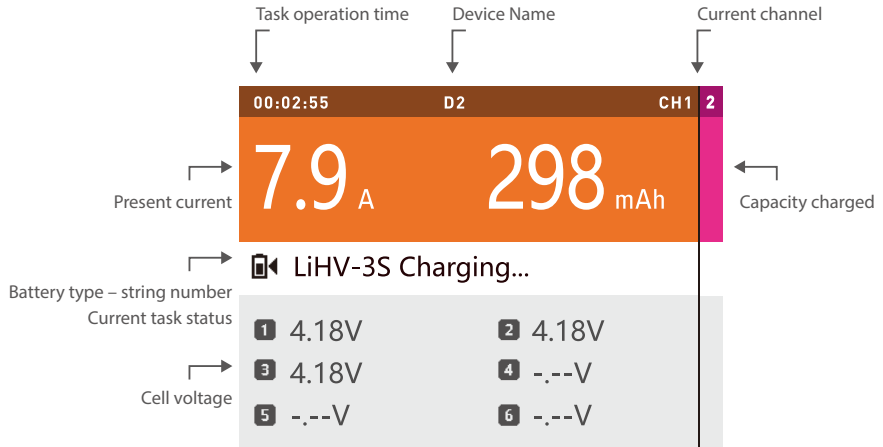 Task operation time Device Name Current channel
00:02:55 D2 CH1 2
7.9 A 298 mAh
Present current
Capacity charged
LiHV-3S Charging...
Battery type – string number
Current task status
1 4.18V 2 4.18V
3 4.18V 4 -.--V
Cell voltage
5 -.--V 6 -.--V